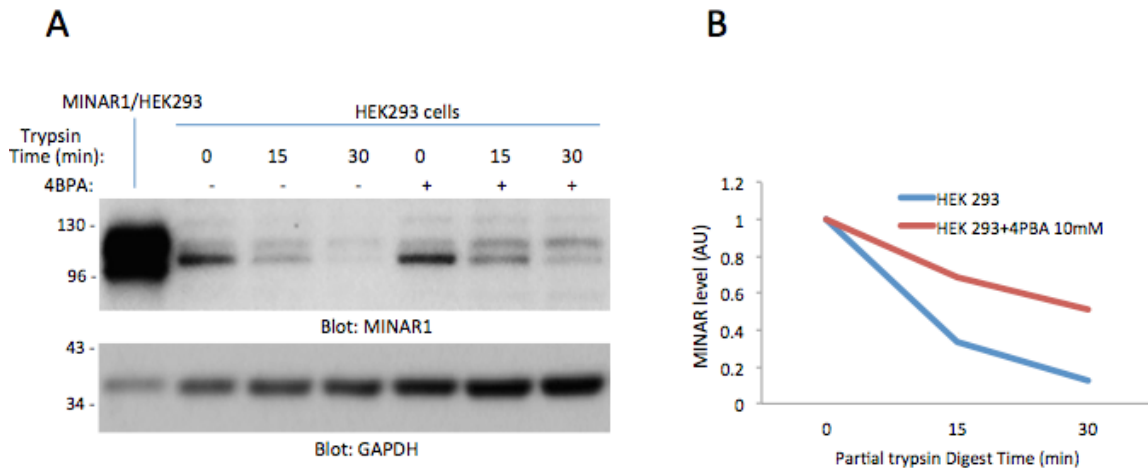 A
MINAR1/HEK293
HEK293 cells
Trypsin
Time (min): 0 15 30 0 15 30
4BPA: - - - + + +
130 -
96 -
Blot: MINAR1
43 -
34 -
Blot: GAPDH
B
1.2
1
0.8
0.6
0.4
0.2
0
MINAR level (AU)
HEK 293
HEK 293+4PBA 10mM
0 15 30
Partial trypsin Digest Time (min)